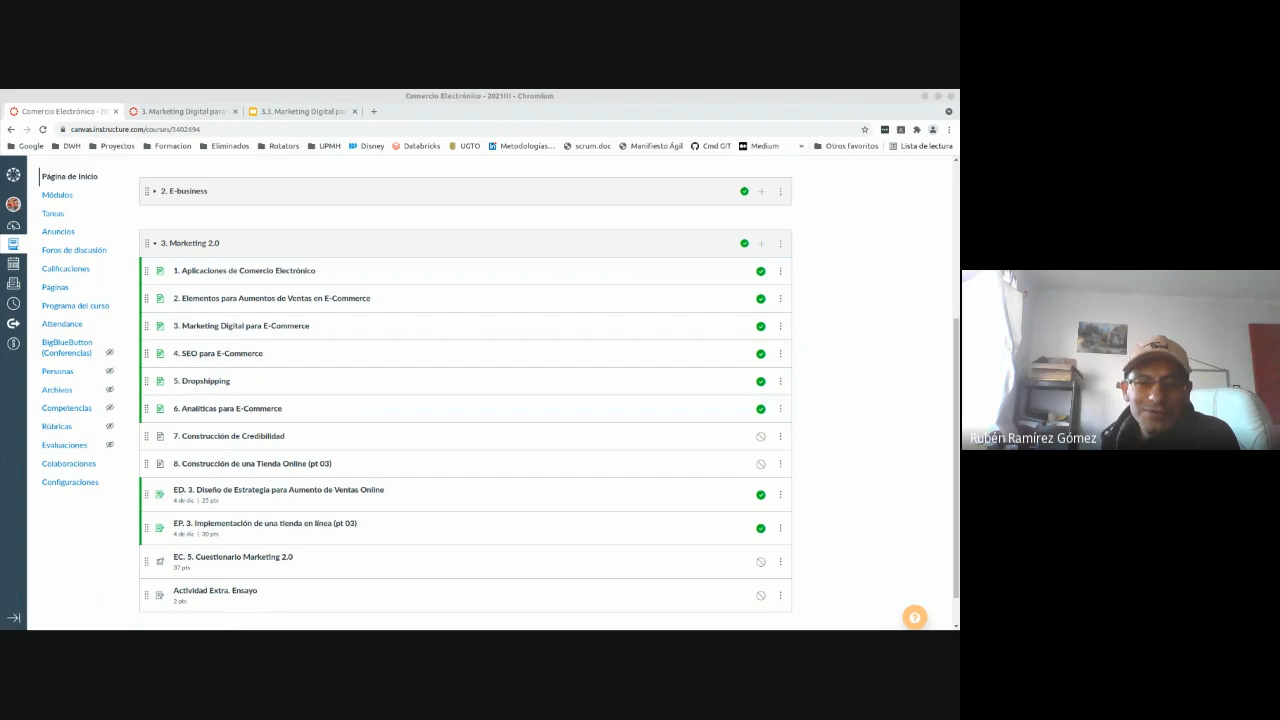 Comercio Electrónico - 2021III - Chromium
Comercio Electrónico - 20
3. Marketing Digital para
3.3. Marketing Digital pa
canvas.instructure.com/courses/3402694
Google DWH Proyectos Formacion Eliminados Rotators UPMH Disney Databricks UGTO Metodologías... scrum.doc Manifiesto Ágil Cmd GIT Medium » Otros favoritos Lista de lectura
Página de Inicio
Módulos
Tareas
Anuncios
Foros de discusión
Calificaciones
Páginas
Programa del curso
Attendance
BigBlueButton
(Conferencias)
Personas
Archivos
Competencias
Rúbricas
Evaluaciones
Colaboraciones
Configuraciones
2. E-business
3. Marketing 2.0
1. Aplicaciones de Comercio Electrónico
2. Elementos para Aumentos de Ventas en E-Commerce
3. Marketing Digital para E-Commerce
4. SEO para E-Commerce
5. Dropshipping
6. Analíticas para E-Commerce
7. Construcción de Credibilidad
8. Construcción de una Tienda Online (pt 03)
ED. 3. Diseño de Estrategia para Aumento de Ventas Online
4 de dic | 25 pts
EP. 3. Implementación de una tienda en línea (pt 03)
4 de dic | 30 pts
EC. 5. Cuestionario Marketing 2.0
37 pts
Actividad Extra. Ensayo
2 pts
Rubén Ramírez Gómez